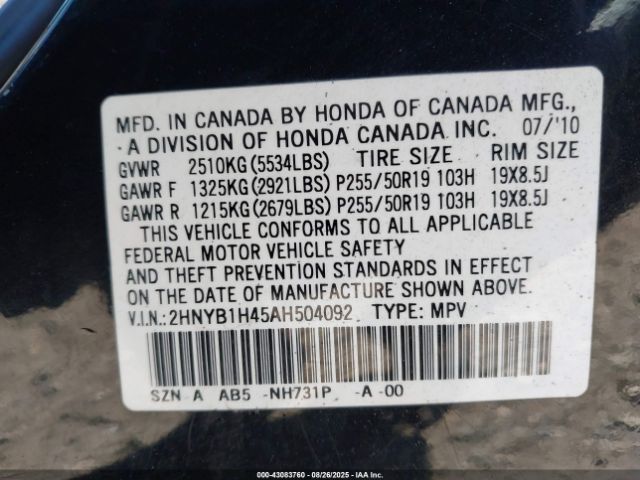 MFD. IN CANADA BY HONDA OF CANADA MFG.,
A DIVISION OF HONDA CANADA INC. 07/'10
GVWR 2510KG(5534LBS) TIRE SIZE RIM SIZE
GAWR F 1325KG(2921LBS) P255/50R19 103H 19X8.5J
GAWR R 1215KG(2679LBS) P255/50R19 103H 19X8.5J
THIS VEHICLE CONFORMS TO ALL APPLICABLE
FEDERAL MOTOR VEHICLE SAFETY
AND THEFT PREVENTION STANDARDS IN EFFECT
ON THE DATE OF MANUFACTURE SHOWN ABOVE.
V.I.N.:2HNYB1H45AH504092 TYPE: MPV
SZN A AB5 -NH731P -A -00
000-43083760 - 08/26/2025 - IAA Inc.